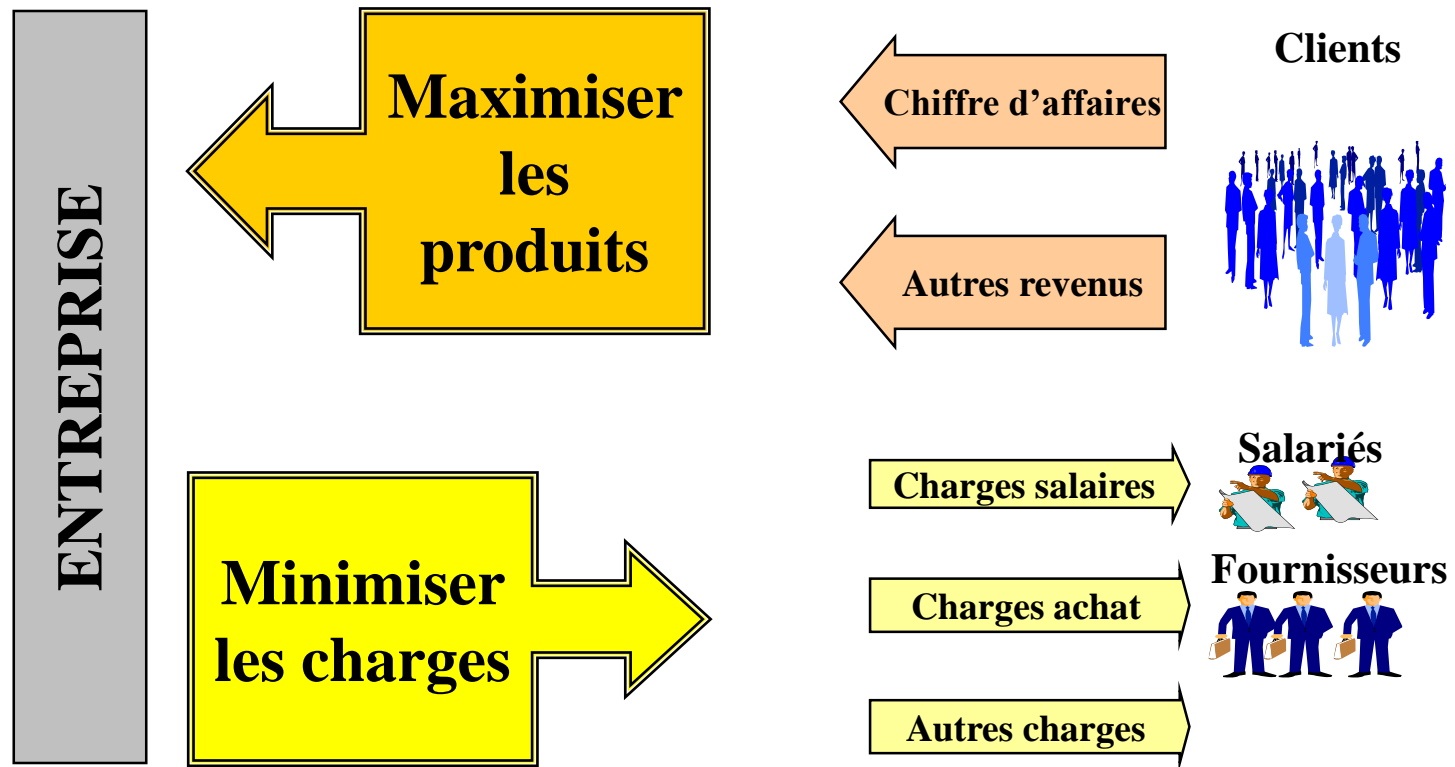 ENTREPRISE
Maximiser
les
produits
Chiffre d’affaires
Autres revenus
Clients
Minimiser
les charges
Charges salaires
Charges achat
Autres charges
Salariés
Fournisseurs